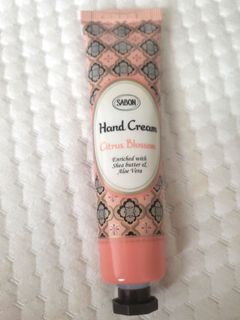 SABON
Hand Cream
Citrus Blossom
Enriched with
Shea butter &
Aloe Vera